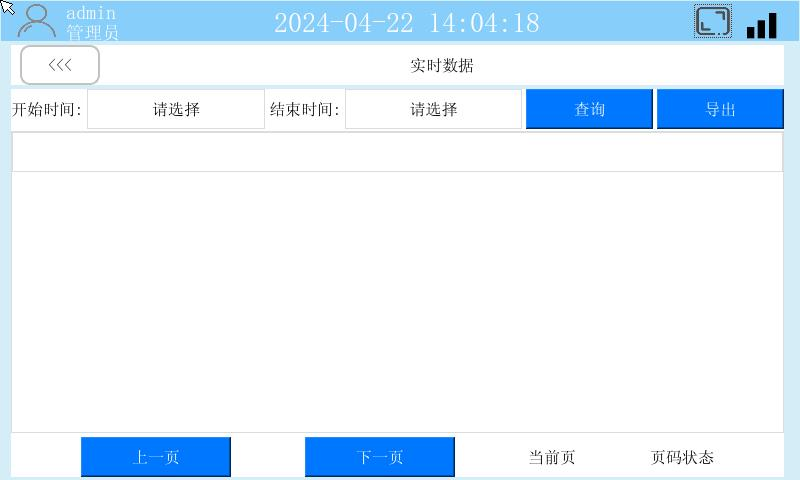 admin
管理员
2024-04-22 14:04:18
<<<
实时数据
开始时间: 请选择 结束时间: 请选择 查询 导出
上一页 下一页 当前页 页码状态